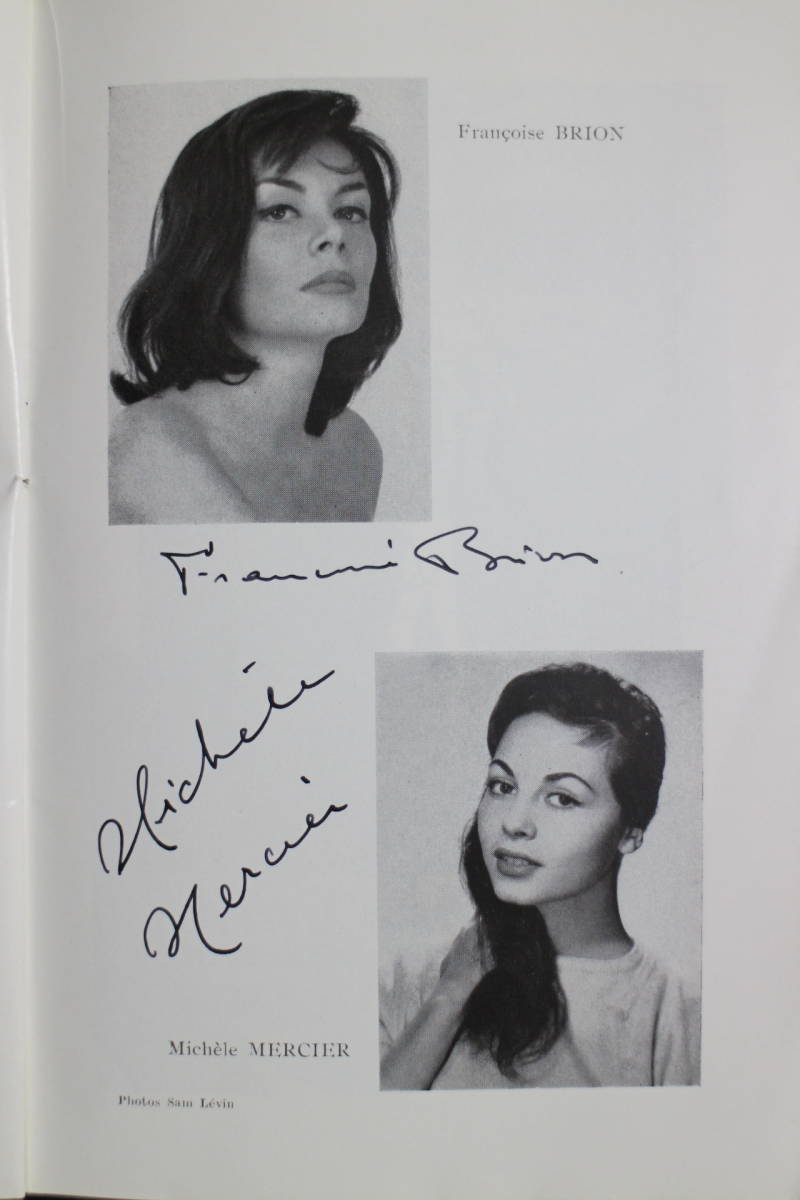 Françoise BRION
Françoise Brion
Michèle
Mercier
Michèle MERCIER
Photos Sam Lévin